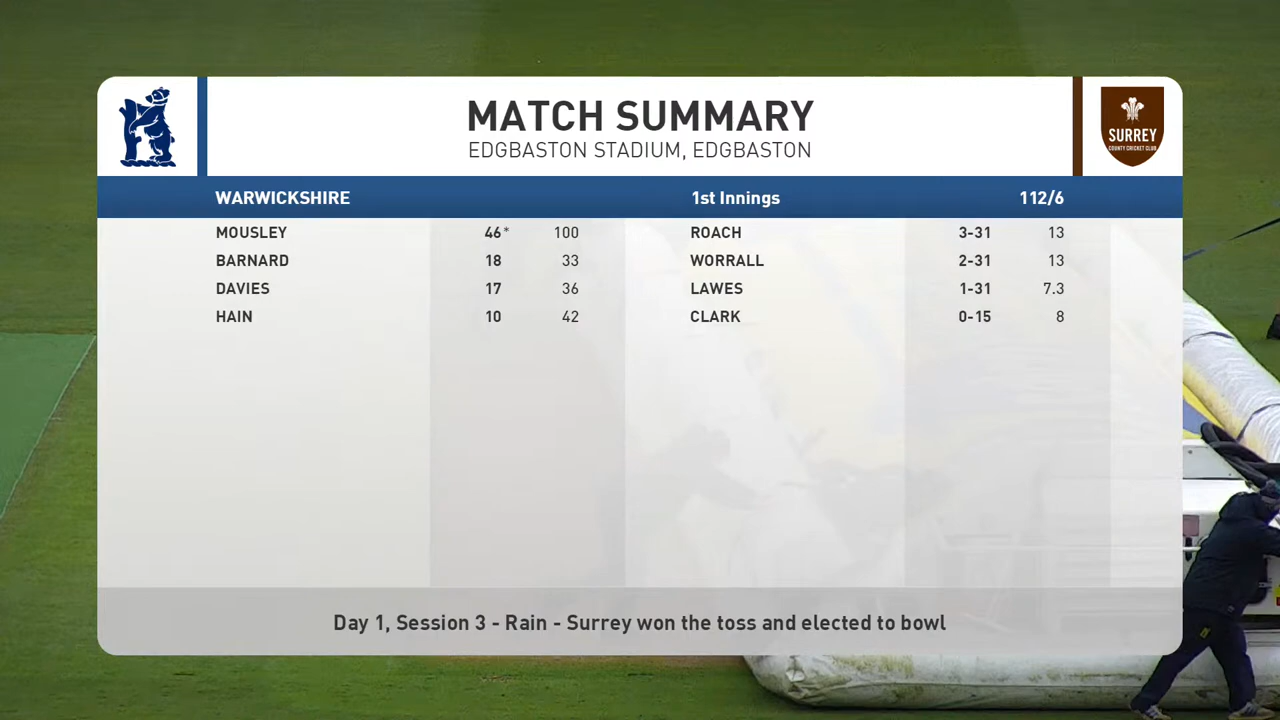 MATCH SUMMARY
EDGBASTON STADIUM, EDGBASTON
SURREY
COUNTY CRICKET CLUB
WARWICKSHIRE 1st Innings 112/6
MOUSLEY 46* 100 ROACH 3-31 13
BARNARD 18 33 WORRALL 2-31 13
DAVIES 17 36 LAWES 1-31 7.3
HAIN 10 42 CLARK 0-15 8
Day 1, Session 3 - Rain - Surrey won the toss and elected to bowl